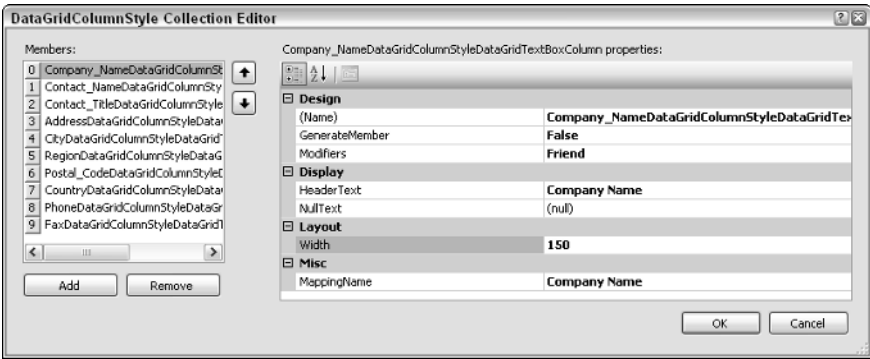 DataGridColumnStyle Collection Editor
Members:
0 Company_NameDataGridColumnSt
1 Contact_NameDataGridColumnSty
2 Contact_TitleDataGridColumnStyle
3 AddressDataGridColumnStyleData
4 CityDataGridColumnStyleDataGrid
5 RegionDataGridColumnStyleDataG
6 Postal_CodeDataGridColumnStyleD
7 CountryDataGridColumnStyleData
8 PhoneDataGridColumnStyleDataGr
9 FaxDataGridColumnStyleDataGridT
Add Remove
Company_NameDataGridColumnStyleDataGridTextBoxColumn properties:
Design
(Name) Company_NameDataGridColumnStyleDataGridTex
GenerateMember False
Modifiers Friend
Display
HeaderText Company Name
NullText (null)
Layout
Width 150
Misc
MappingName Company Name
OK Cancel